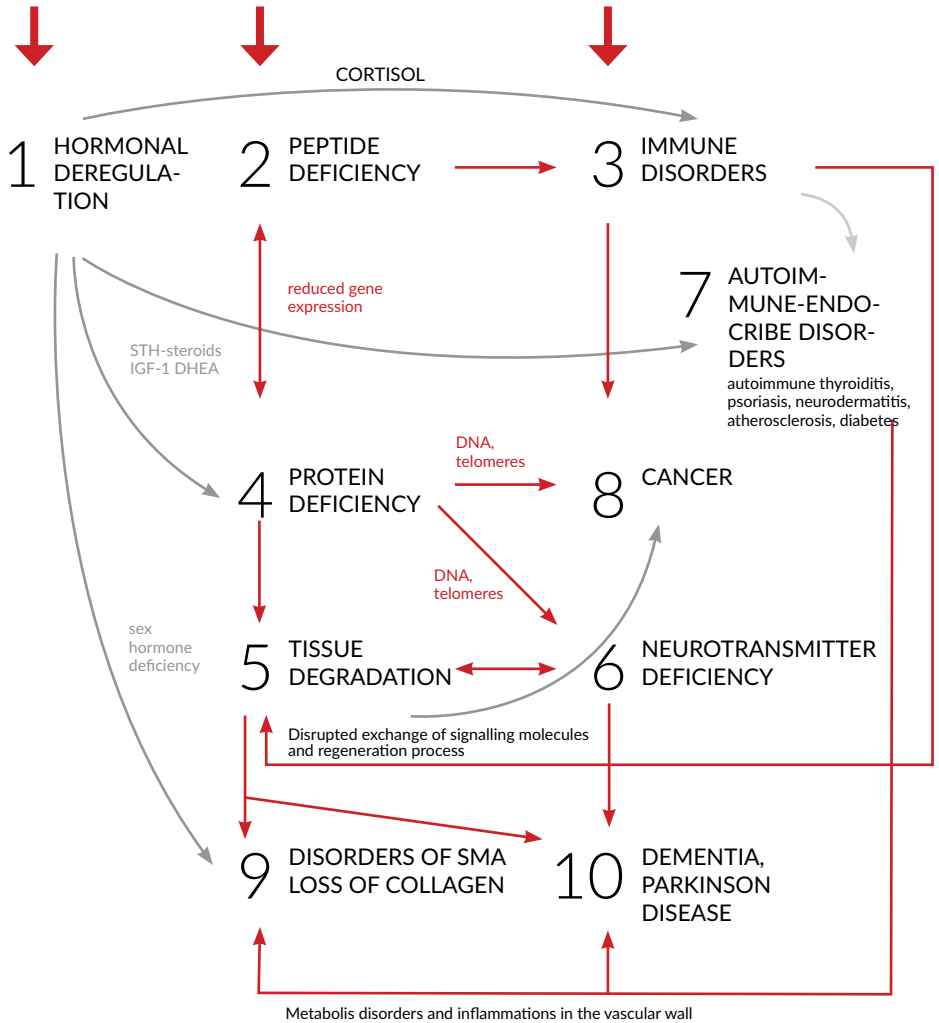 CORTISOL
1
HORMONAL
DEREGULA-
TION
2
PEPTIDE
DEFICIENCY
3
IMMUNE
DISORDERS
reduced gene
expression
7
AUTOIM-
MUNE-ENDO-
CRIBE DISOR-
DERS
autoimmune thyroiditis,
psoriasis, neurodermatitis,
atherosclerosis, diabetes
STH-steroids
IGF-1 DHEA
4
PROTEIN
DEFICIENCY
DNA,
telomeres
8
CANCER
DNA,
telomeres
sex
hormone
deficiency
5
TISSUE
DEGRADATION
6
NEUROTRANSMITTER
DEFICIENCY
Disrupted exchange of signalling molecules
and regeneration process
9
DISORDERS OF SMA
LOSS OF COLLAGEN
10
DEMENTIA,
PARKINSON
DISEASE
Metabolis disorders and inflammations in the vascular wall